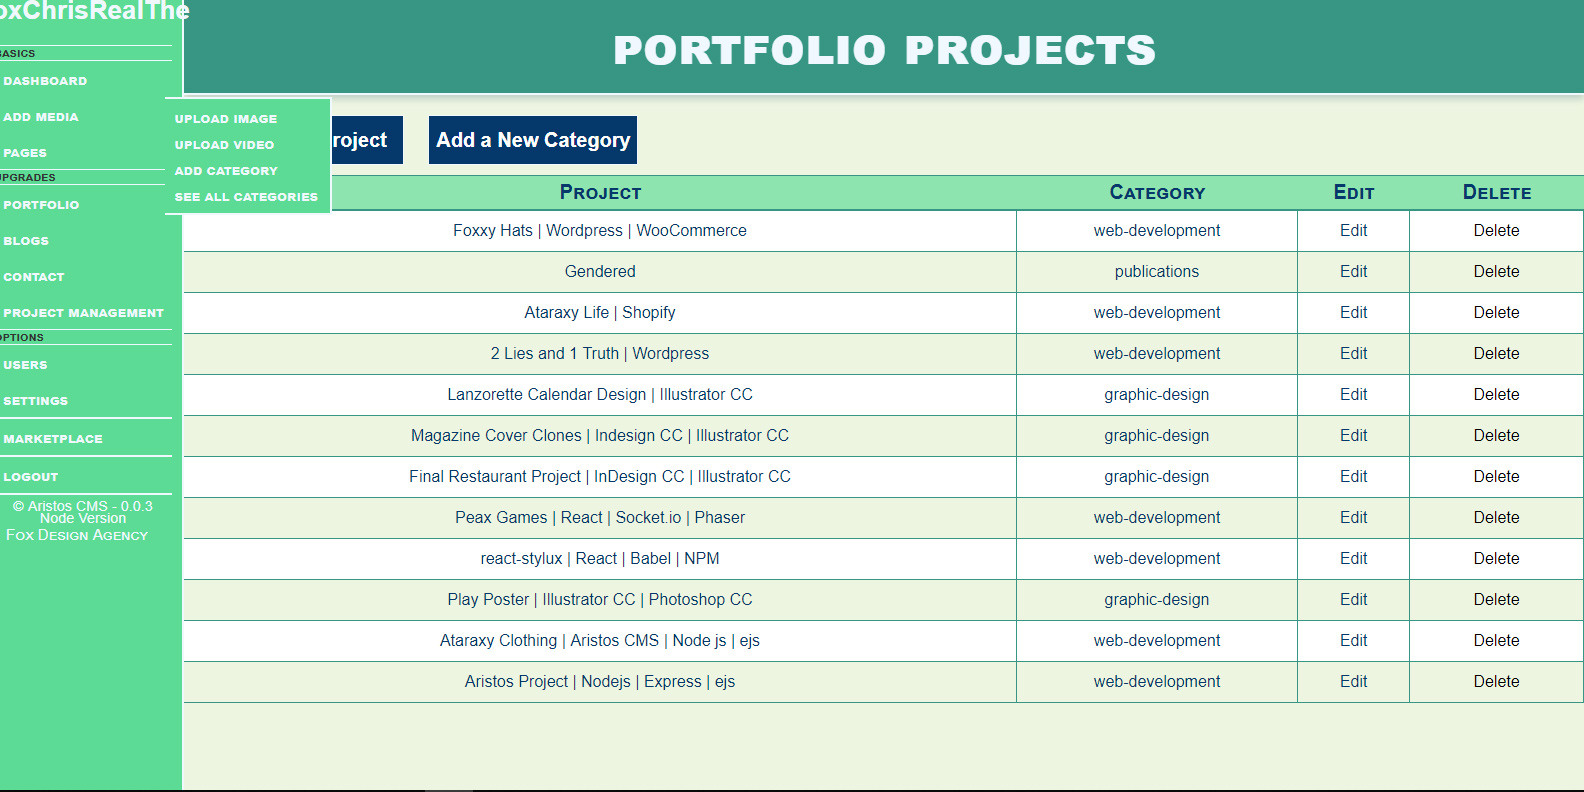 oxChrisRealThe
BASICS
DASHBOARD
ADD MEDIA
PAGES
UPGRADES
PORTFOLIO
BLOGS
CONTACT
PROJECT MANAGEMENT
OPTIONS
USERS
SETTINGS
MARKETPLACE
LOGOUT
© Aristos CMS - 0.0.3
Node Version
Fox Design Agency
UPLOAD IMAGE
UPLOAD VIDEO
ADD CATEGORY
SEE ALL CATEGORIES
PORTFOLIO PROJECTS
roject Add a New Category
Project Category Edit Delete
Foxxy Hats | Wordpress | WooCommerce web-development Edit Delete
Gendered publications Edit Delete
Ataraxy Life | Shopify web-development Edit Delete
2 Lies and 1 Truth | Wordpress web-development Edit Delete
Lanzorette Calendar Design | Illustrator CC graphic-design Edit Delete
Magazine Cover Clones | Indesign CC | Illustrator CC graphic-design Edit Delete
Final Restaurant Project | InDesign CC | Illustrator CC graphic-design Edit Delete
Peax Games | React | Socket.io | Phaser web-development Edit Delete
react-stylux | React | Babel | NPM web-development Edit Delete
Play Poster | Illustrator CC | Photoshop CC graphic-design Edit Delete
Ataraxy Clothing | Aristos CMS | Node js | ejs web-development Edit Delete
Aristos Project | Nodejs | Express | ejs web-development Edit Delete